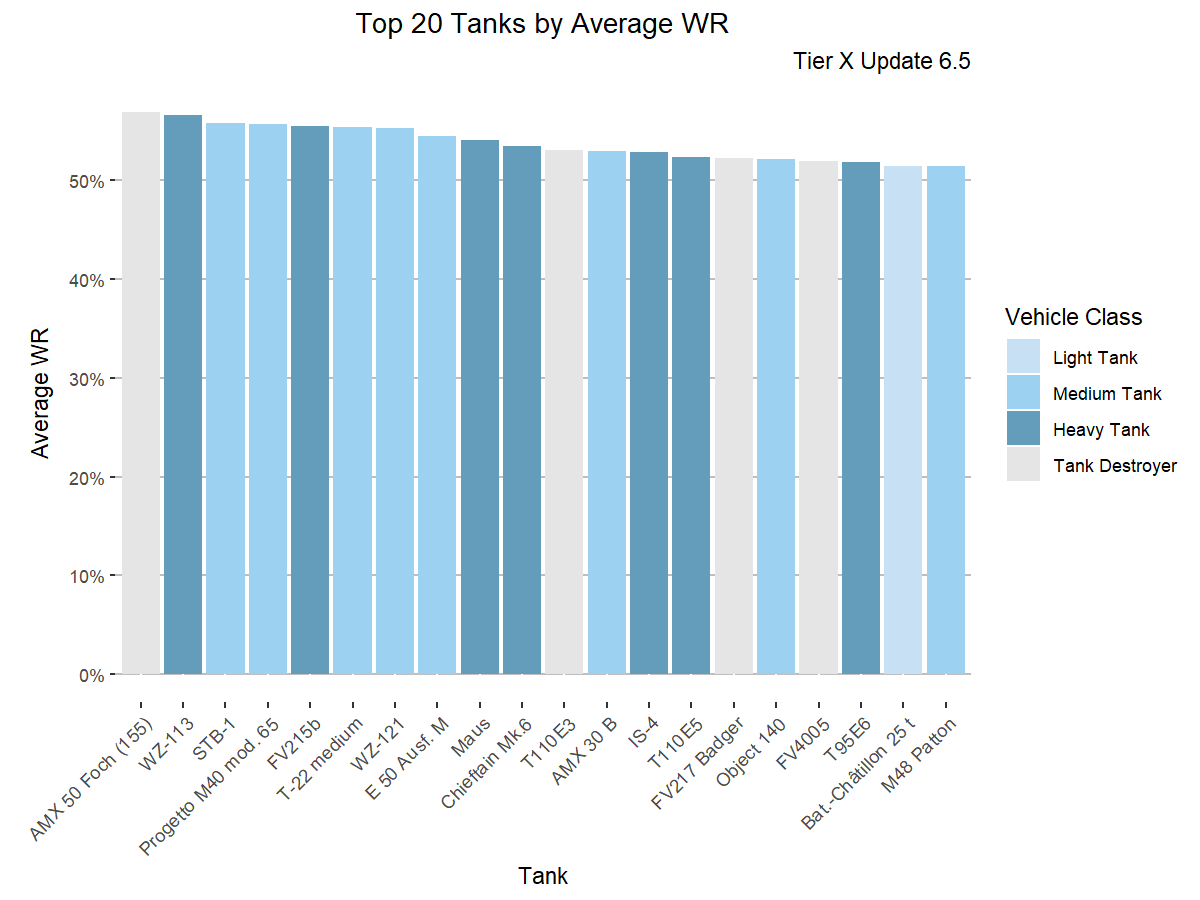 Top 20 Tanks by Average WR
Tier X Update 6.5
Average WR
50%
40%
30%
20%
10%
0%
AMX 50 Foch (155)
WZ-113
STB-1
Progetto M40 mod. 65
FV215b
T-22 medium
WZ-121
E 50 Ausf. M
Maus
Chieftain Mk.6
T110E3
AMX 30 B
IS-4
T110E5
FV217 Badger
Object 140
FV4005
T95E6
Bat.-Châtillon 25 t
M48 Patton
Tank
Vehicle Class
Light Tank
Medium Tank
Heavy Tank
Tank Destroyer